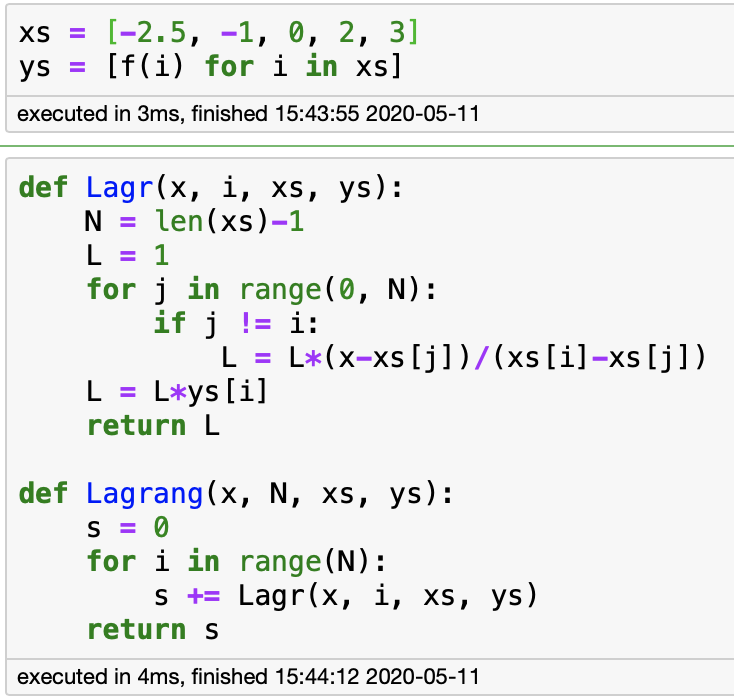 xs = [-2.5, -1, 0, 2, 3]
ys = [f(i) for i in xs]
executed in 3ms, finished 15:43:55 2020-05-11
def Lagr(x, i, xs, ys):
    N = len(xs)-1
    L = 1
    for j in range(0, N):
        if j != i:
            L = L*(x-xs[j])/(xs[i]-xs[j])
    L = L*ys[i]
    return L
def Lagrang(x, N, xs, ys):
    s = 0
    for i in range(N):
        s += Lagr(x, i, xs, ys)
    return s
executed in 4ms, finished 15:44:12 2020-05-11